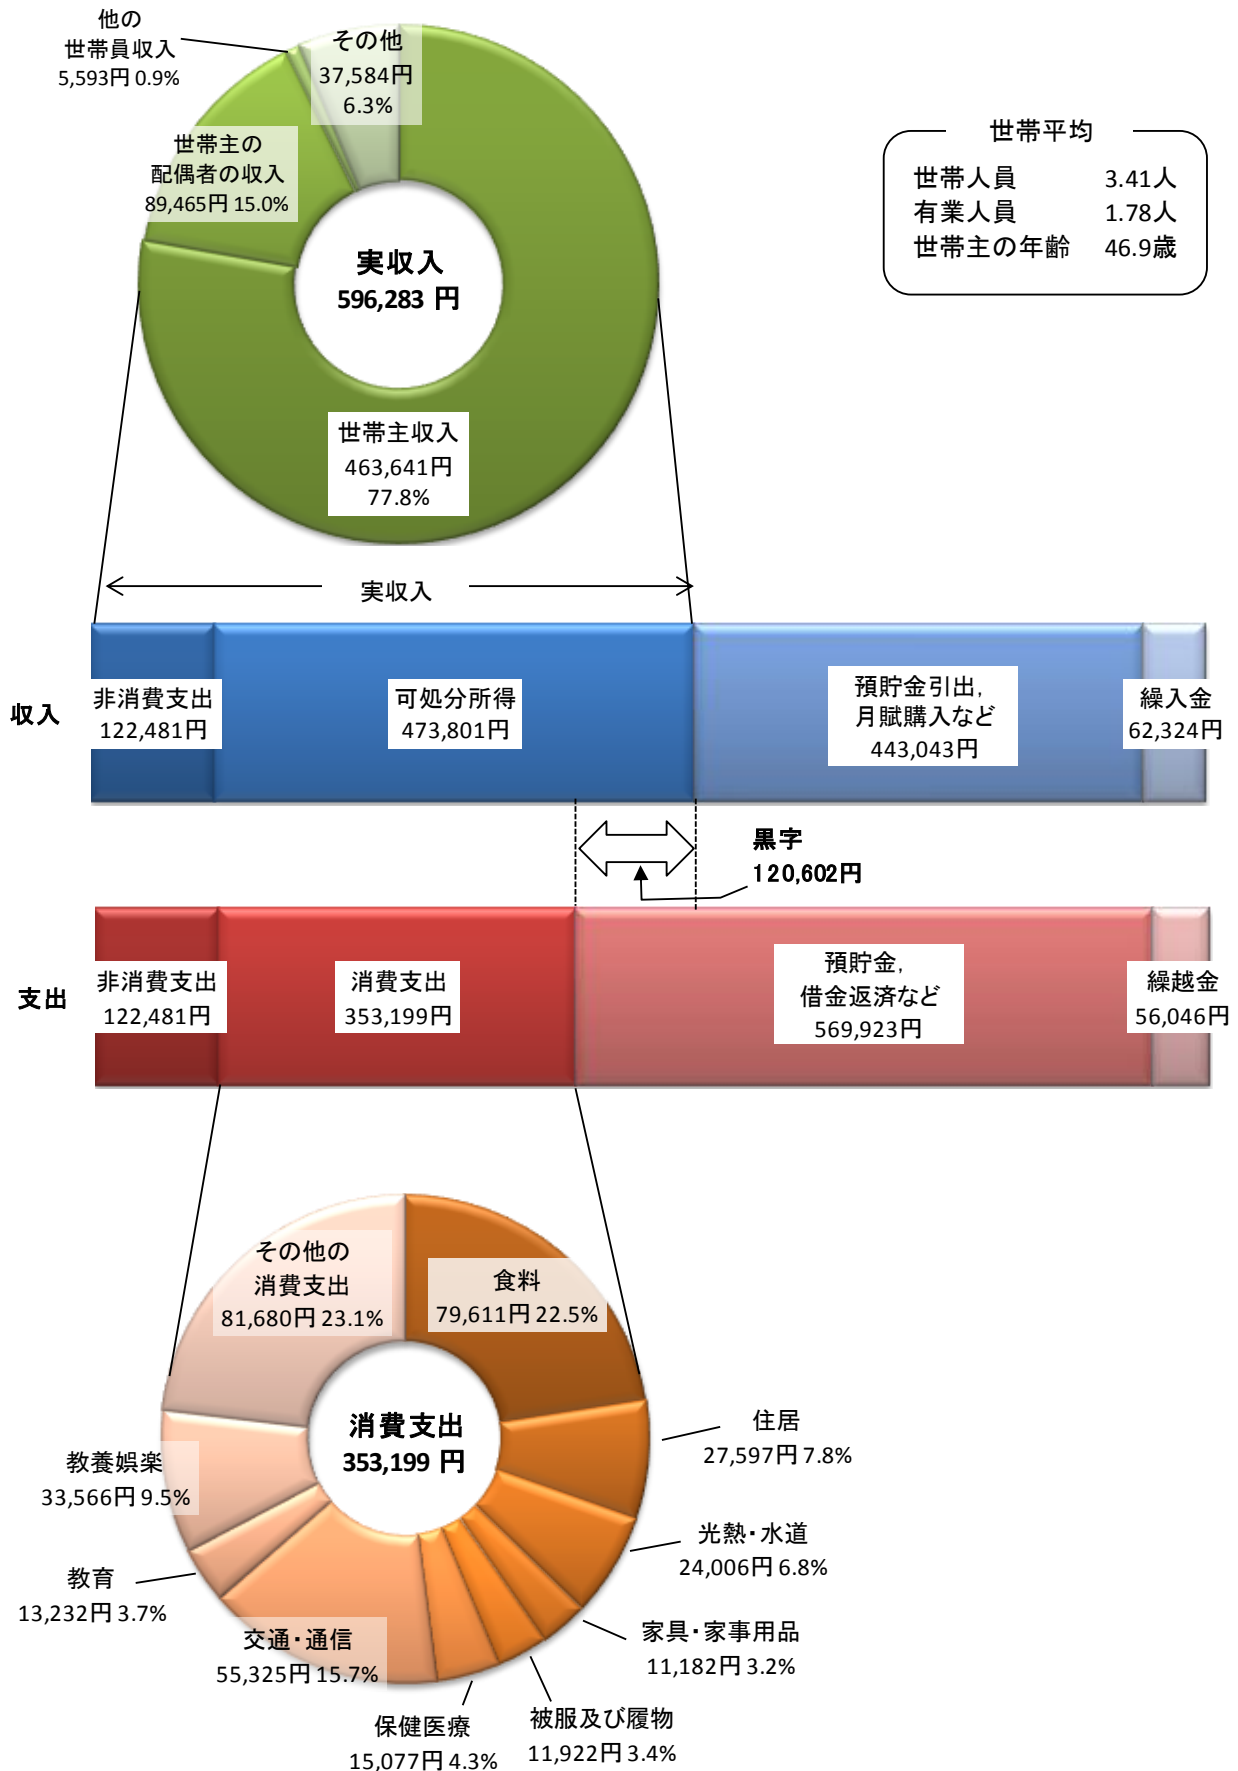 他の
世帯員収入
5,593円 0.9%
その他
37,584円
6.3%
世帯主の
配偶者の収入
89,465円 15.0%
実収入
596,283 円
世帯主収入
463,641円
77.8%
世帯平均
世帯人員 3.41人
有業人員 1.78人
世帯主の年齢 46.9歳
実収入
収入
非消費支出
122,481円
可処分所得
473,801円
預貯金引出,
月賦購入など
443,043円
繰入金
62,324円
黒字
120,602円
支出
非消費支出
122,481円
消費支出
353,199円
預貯金,
借金返済など
569,923円
繰越金
56,046円
その他の
消費支出
81,680円 23.1%
食料
79,611円 22.5%
消費支出
353,199 円
住居
27,597円 7.8%
教養娯楽
33,566円 9.5%
光熱・水道
24,006円 6.8%
教育
13,232円 3.7%
家具・家事用品
11,182円 3.2%
交通・通信
55,325円 15.7%
被服及び履物
11,922円 3.4%
保健医療
15,077円 4.3%